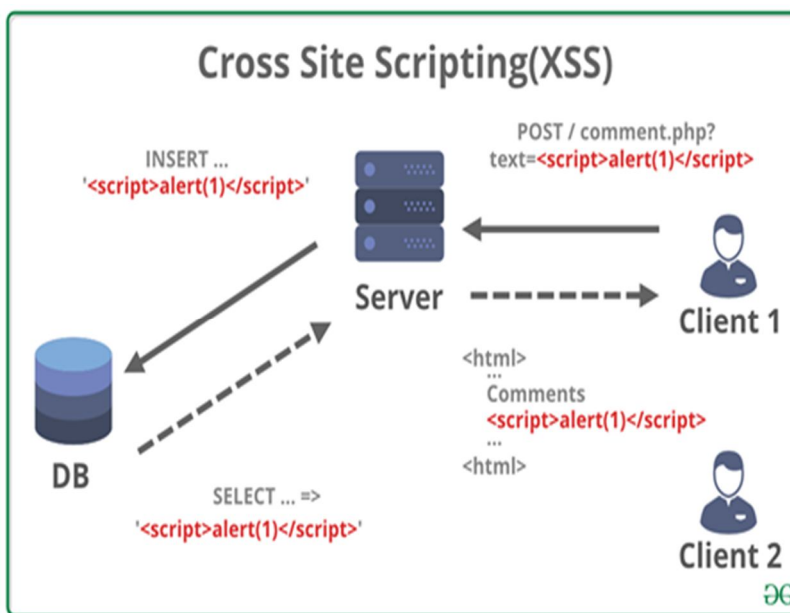 Cross Site Scripting(XSS)
POST / comment.php?
text=<script>alert(1)</script>
INSERT ...
'<script>alert(1)</script>'
Server
Client 1
<html>
...
Comments
<script>alert(1)</script>
...
<html>
DB
SELECT ... =>
'<script>alert(1)</script>'
Client 2